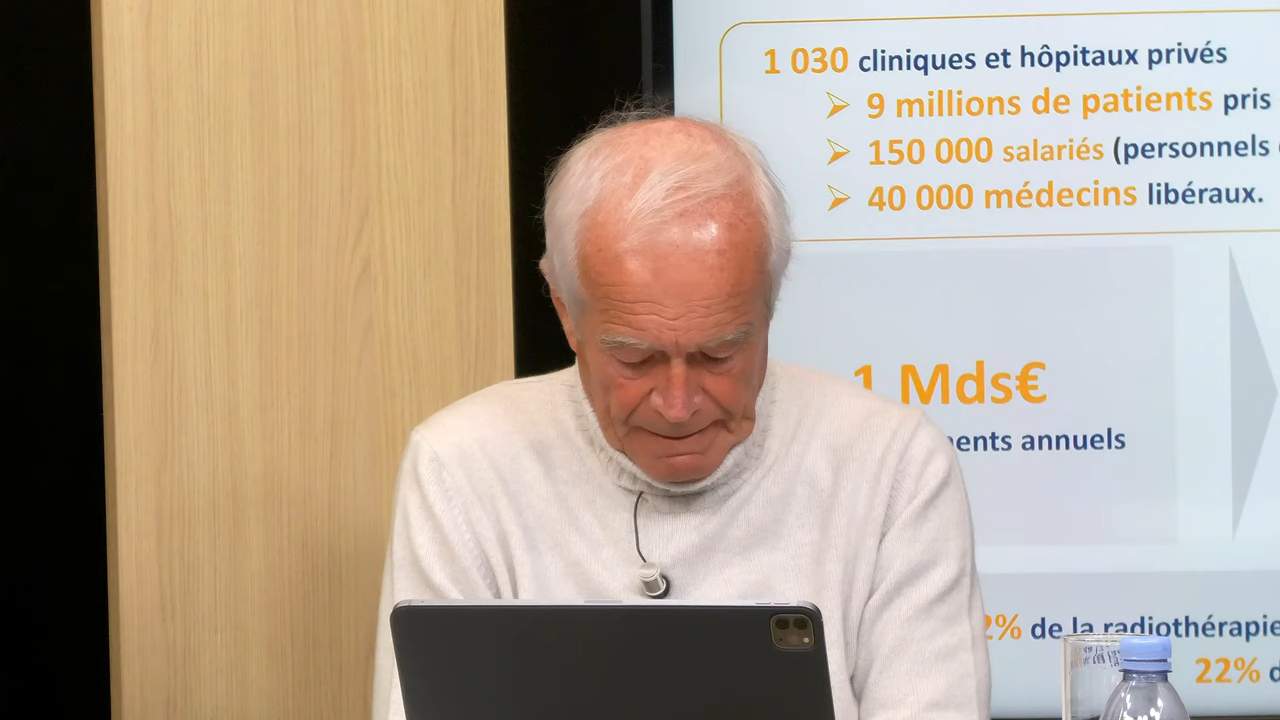 1 030 cliniques et hôpitaux privés
9 millions de patients pris
150 000 salariés (personnels
40 000 médecins libéraux.
1 Mds€
ents annuels
2% de la radiothérapie
22%